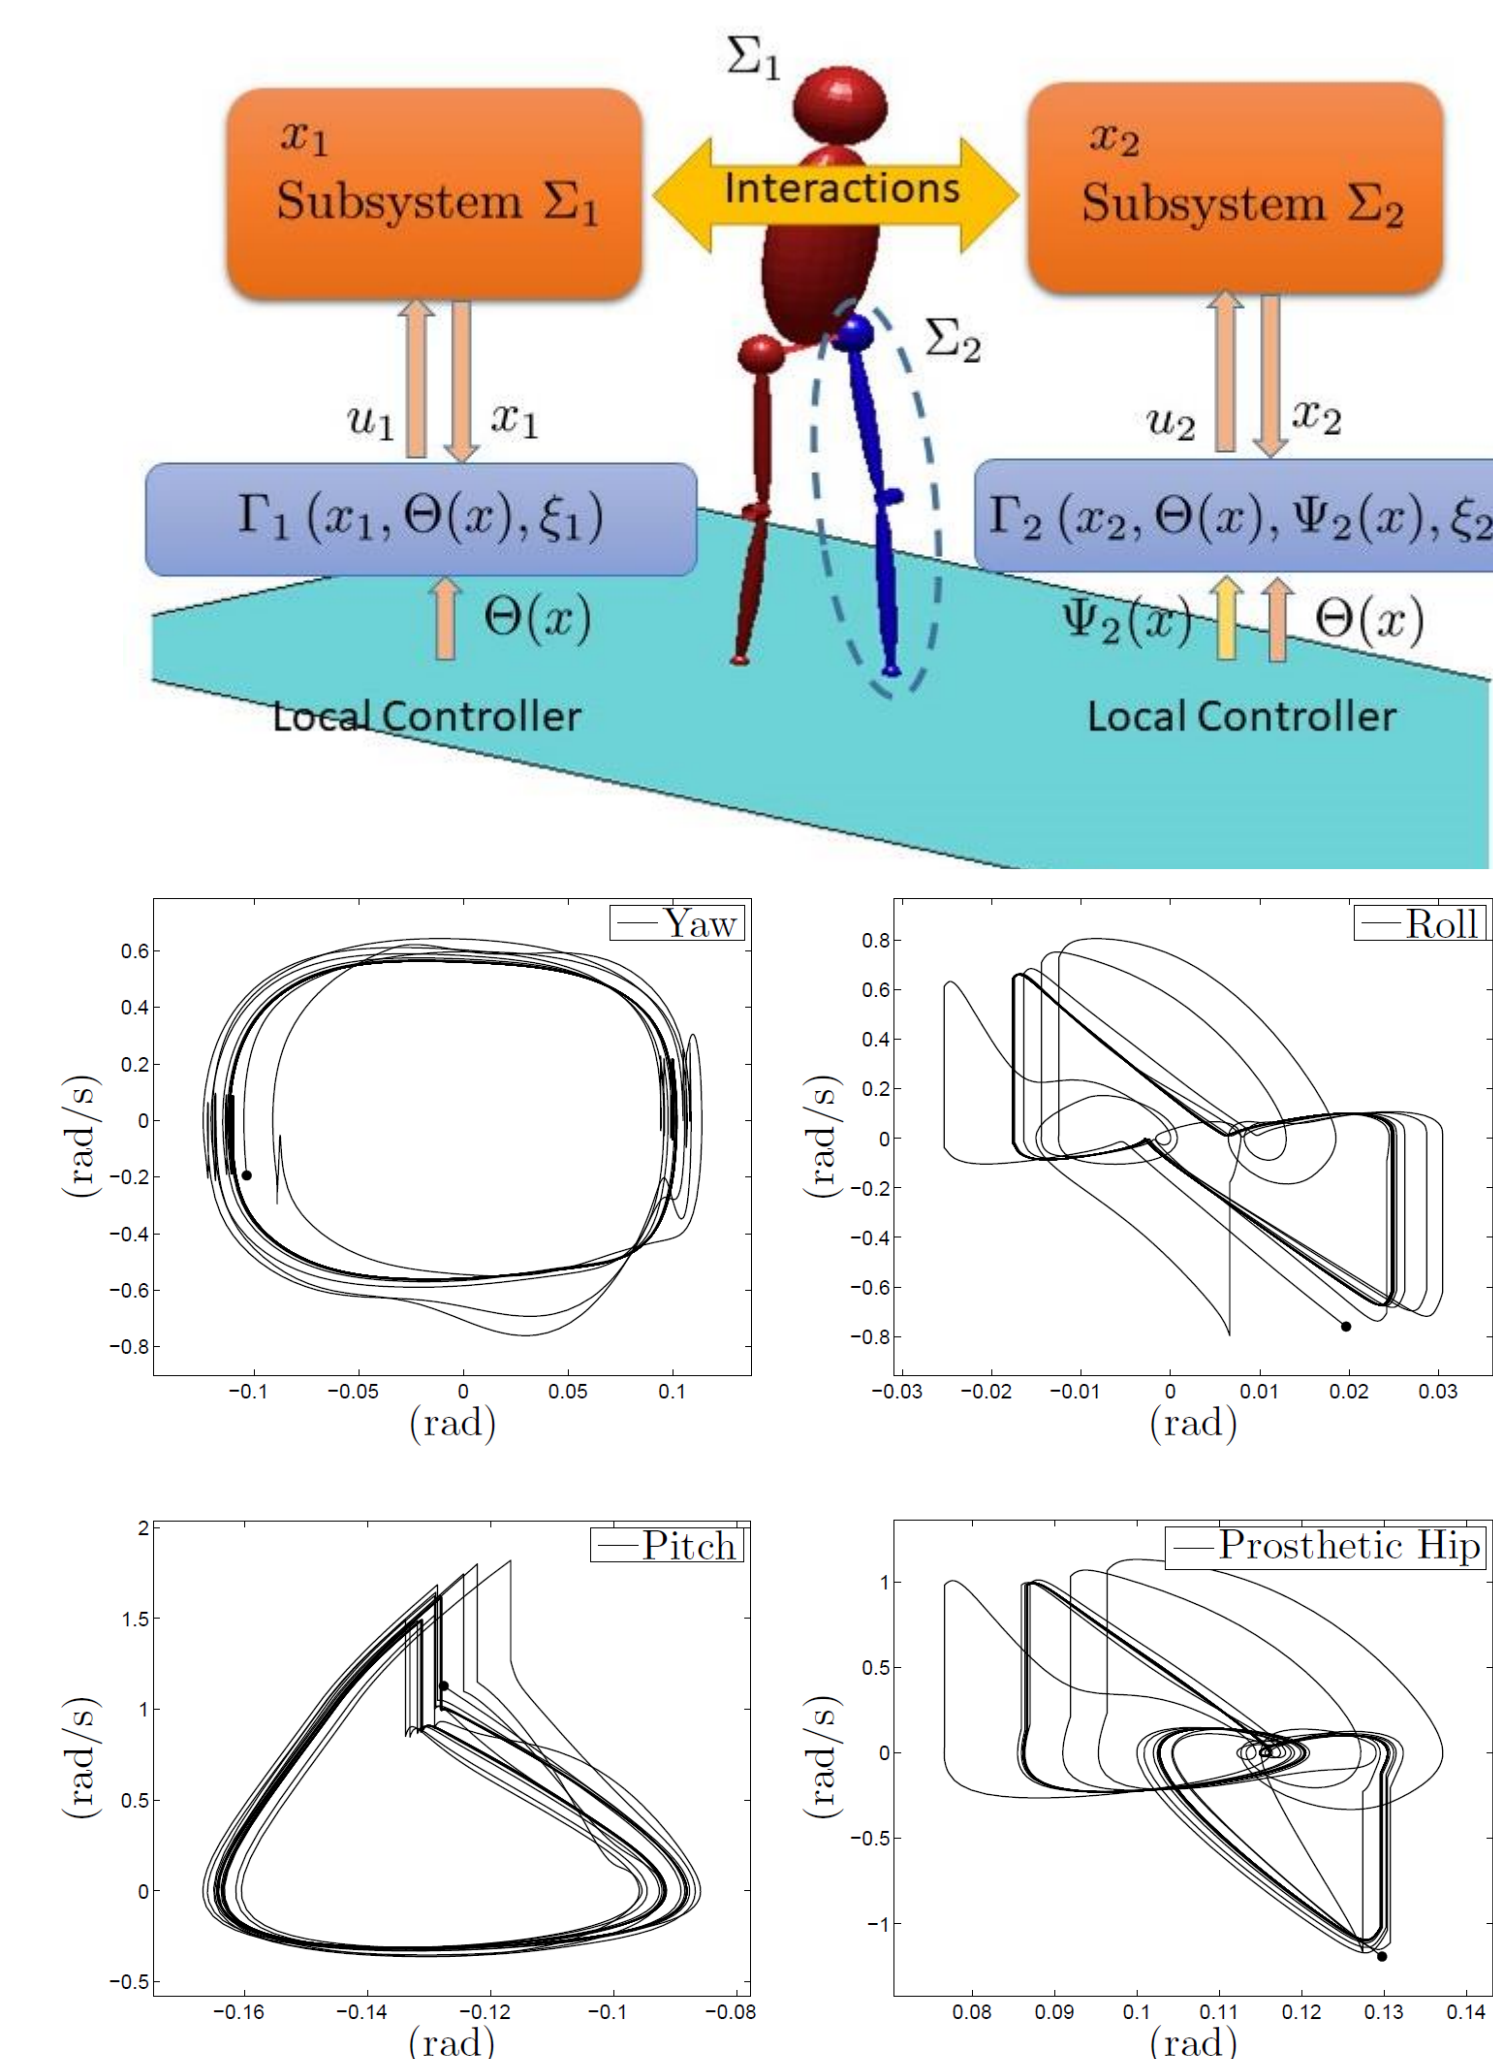 Σ₁
x₁
Subsystem Σ₁
Interactions
x₂
Subsystem Σ₂
Σ₂
u₁
x₁
u₂
x₂
Γ₁ (x₁, Θ(x), ξ₁)
Γ₂ (x₂, Θ(x), Ψ₂(x), ξ₂
Θ(x)
Ψ₂(x)
Θ(x)
Local Controller
Local Controller
Yaw
0.6
0.4
0.2
0
−0.2
−0.4
−0.6
−0.8
(rad/s)
−0.1 −0.05 0 0.05 0.1
(rad)
Roll
0.8
0.6
0.4
0.2
0
−0.2
−0.4
−0.6
−0.8
(rad/s)
−0.03 −0.02 −0.01 0 0.01 0.02 0.03
(rad)
Pitch
2
1.5
1
0.5
0
−0.5
(rad/s)
−0.16 −0.14 −0.12 −0.1 −0.08
(rad)
Prosthetic Hip
1
0.5
0
−0.5
−1
(rad/s)
0.08 0.09 0.1 0.11 0.12 0.13 0.14
(rad)